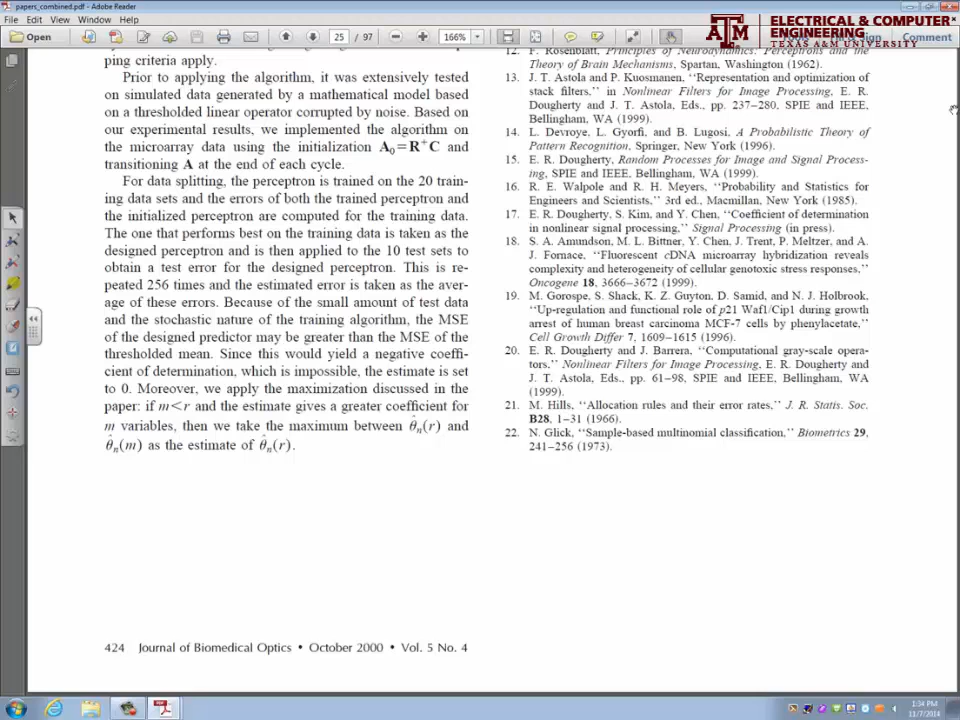 papers_combined.pdf - Adobe Reader
File Edit View Window Help
Open
25 / 97
166%
Sign
Comment
ELECTRICAL & COMPUTER
ENGINEERING
TEXAS A&M UNIVERSITY
ping criteria apply.
Prior to applying the algorithm, it was extensively tested
on simulated data generated by a mathematical model based
on a thresholded linear operator corrupted by noise. Based on
our experimental results, we implemented the algorithm on
the microarray data using the initialization A₀=R⁺C and
transitioning A at the end of each cycle.
For data splitting, the perceptron is trained on the 20 train-
ing data sets and the errors of both the trained perceptron and
the initialized perceptron are computed for the training data.
The one that performs best on the training data is taken as the
designed perceptron and is then applied to the 10 test sets to
obtain a test error for the designed perceptron. This is re-
peated 256 times and the estimated error is taken as the aver-
age of these errors. Because of the small amount of test data
and the stochastic nature of the training algorithm, the MSE
of the designed predictor may be greater than the MSE of the
thresholded mean. Since this would yield a negative coeffi-
cient of determination, which is impossible, the estimate is set
to 0. Moreover, we apply the maximization discussed in the
paper: if m<r and the estimate gives a greater coefficient for
m variables, then we take the maximum between θ̂ₙ(r) and
θ̂ₙ(m) as the estimate of θ̂ₙ(r).
424 Journal of Biomedical Optics • October 2000 • Vol. 5 No. 4
12. F. Rosenblatt, Principles of Neurodynamics: Perceptrons and the
Theory of Brain Mechanisms, Spartan, Washington (1962).
13. J. T. Astola and P. Kuosmanen, ‘‘Representation and optimization of
stack filters,’’ in Nonlinear Filters for Image Processing, E. R.
Dougherty and J. T. Astola, Eds., pp. 237–280, SPIE and IEEE,
Bellingham, WA (1999).
14. L. Devroye, L. Gyorfi, and B. Lugosi, A Probabilistic Theory of
Pattern Recognition, Springer, New York (1996).
15. E. R. Dougherty, Random Processes for Image and Signal Process-
ing, SPIE and IEEE, Bellingham, WA (1999).
16. R. E. Walpole and R. H. Meyers, ‘‘Probability and Statistics for
Engineers and Scientists,’’ 3rd ed., Macmillan, New York (1985).
17. E. R. Dougherty, S. Kim, and Y. Chen, ‘‘Coefficient of determination
in nonlinear signal processing,’’ Signal Processing (in press).
18. S. A. Amundson, M. L. Bittner, Y. Chen, J. Trent, P. Meltzer, and A.
J. Fornace, ‘‘Fluorescent cDNA microarray hybridization reveals
complexity and heterogeneity of cellular genotoxic stress responses,’’
Oncogene 18, 3666–3672 (1999).
19. M. Gorospe, S. Shack, K. Z. Guyton, D. Samid, and N. J. Holbrook,
‘‘Up-regulation and functional role of p21 Waf1/Cip1 during growth
arrest of human breast carcinoma MCF-7 cells by phenylacetate,’’
Cell Growth Differ 7, 1609–1615 (1996).
20. E. R. Dougherty and J. Barrera, ‘‘Computational gray-scale opera-
tors,’’ Nonlinear Filters for Image Processing, E. R. Dougherty and
J. T. Astola, Eds., pp. 61–98, SPIE and IEEE, Bellingham, WA
(1999).
21. M. Hills, ‘‘Allocation rules and their error rates,’’ J. R. Statis. Soc.
B28, 1–31 (1966).
22. N. Glick, ‘‘Sample-based multinomial classification,’’ Biometrics 29,
241–256 (1973).
1:34 PM
11/7/2014